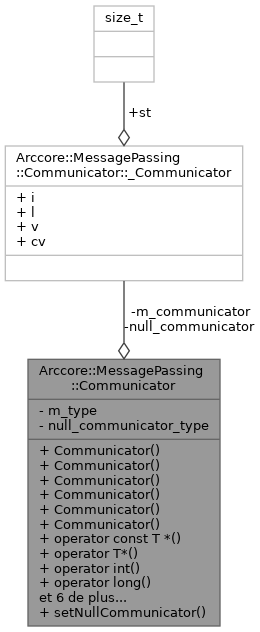 size_t
+st
Arccore::MessagePassing
::Communicator::_Communicator
+ i
+ l
+ v
+ cv
-m_communicator
-null_communicator
Arccore::MessagePassing
::Communicator
- m_type
- null_communicator_type
+ Communicator()
+ Communicator()
+ Communicator()
+ Communicator()
+ Communicator()
+ Communicator()
+ operator const T *()
+ operator T*()
+ operator int()
+ operator long()
et 6 de plus...
+ setNullCommunicator()